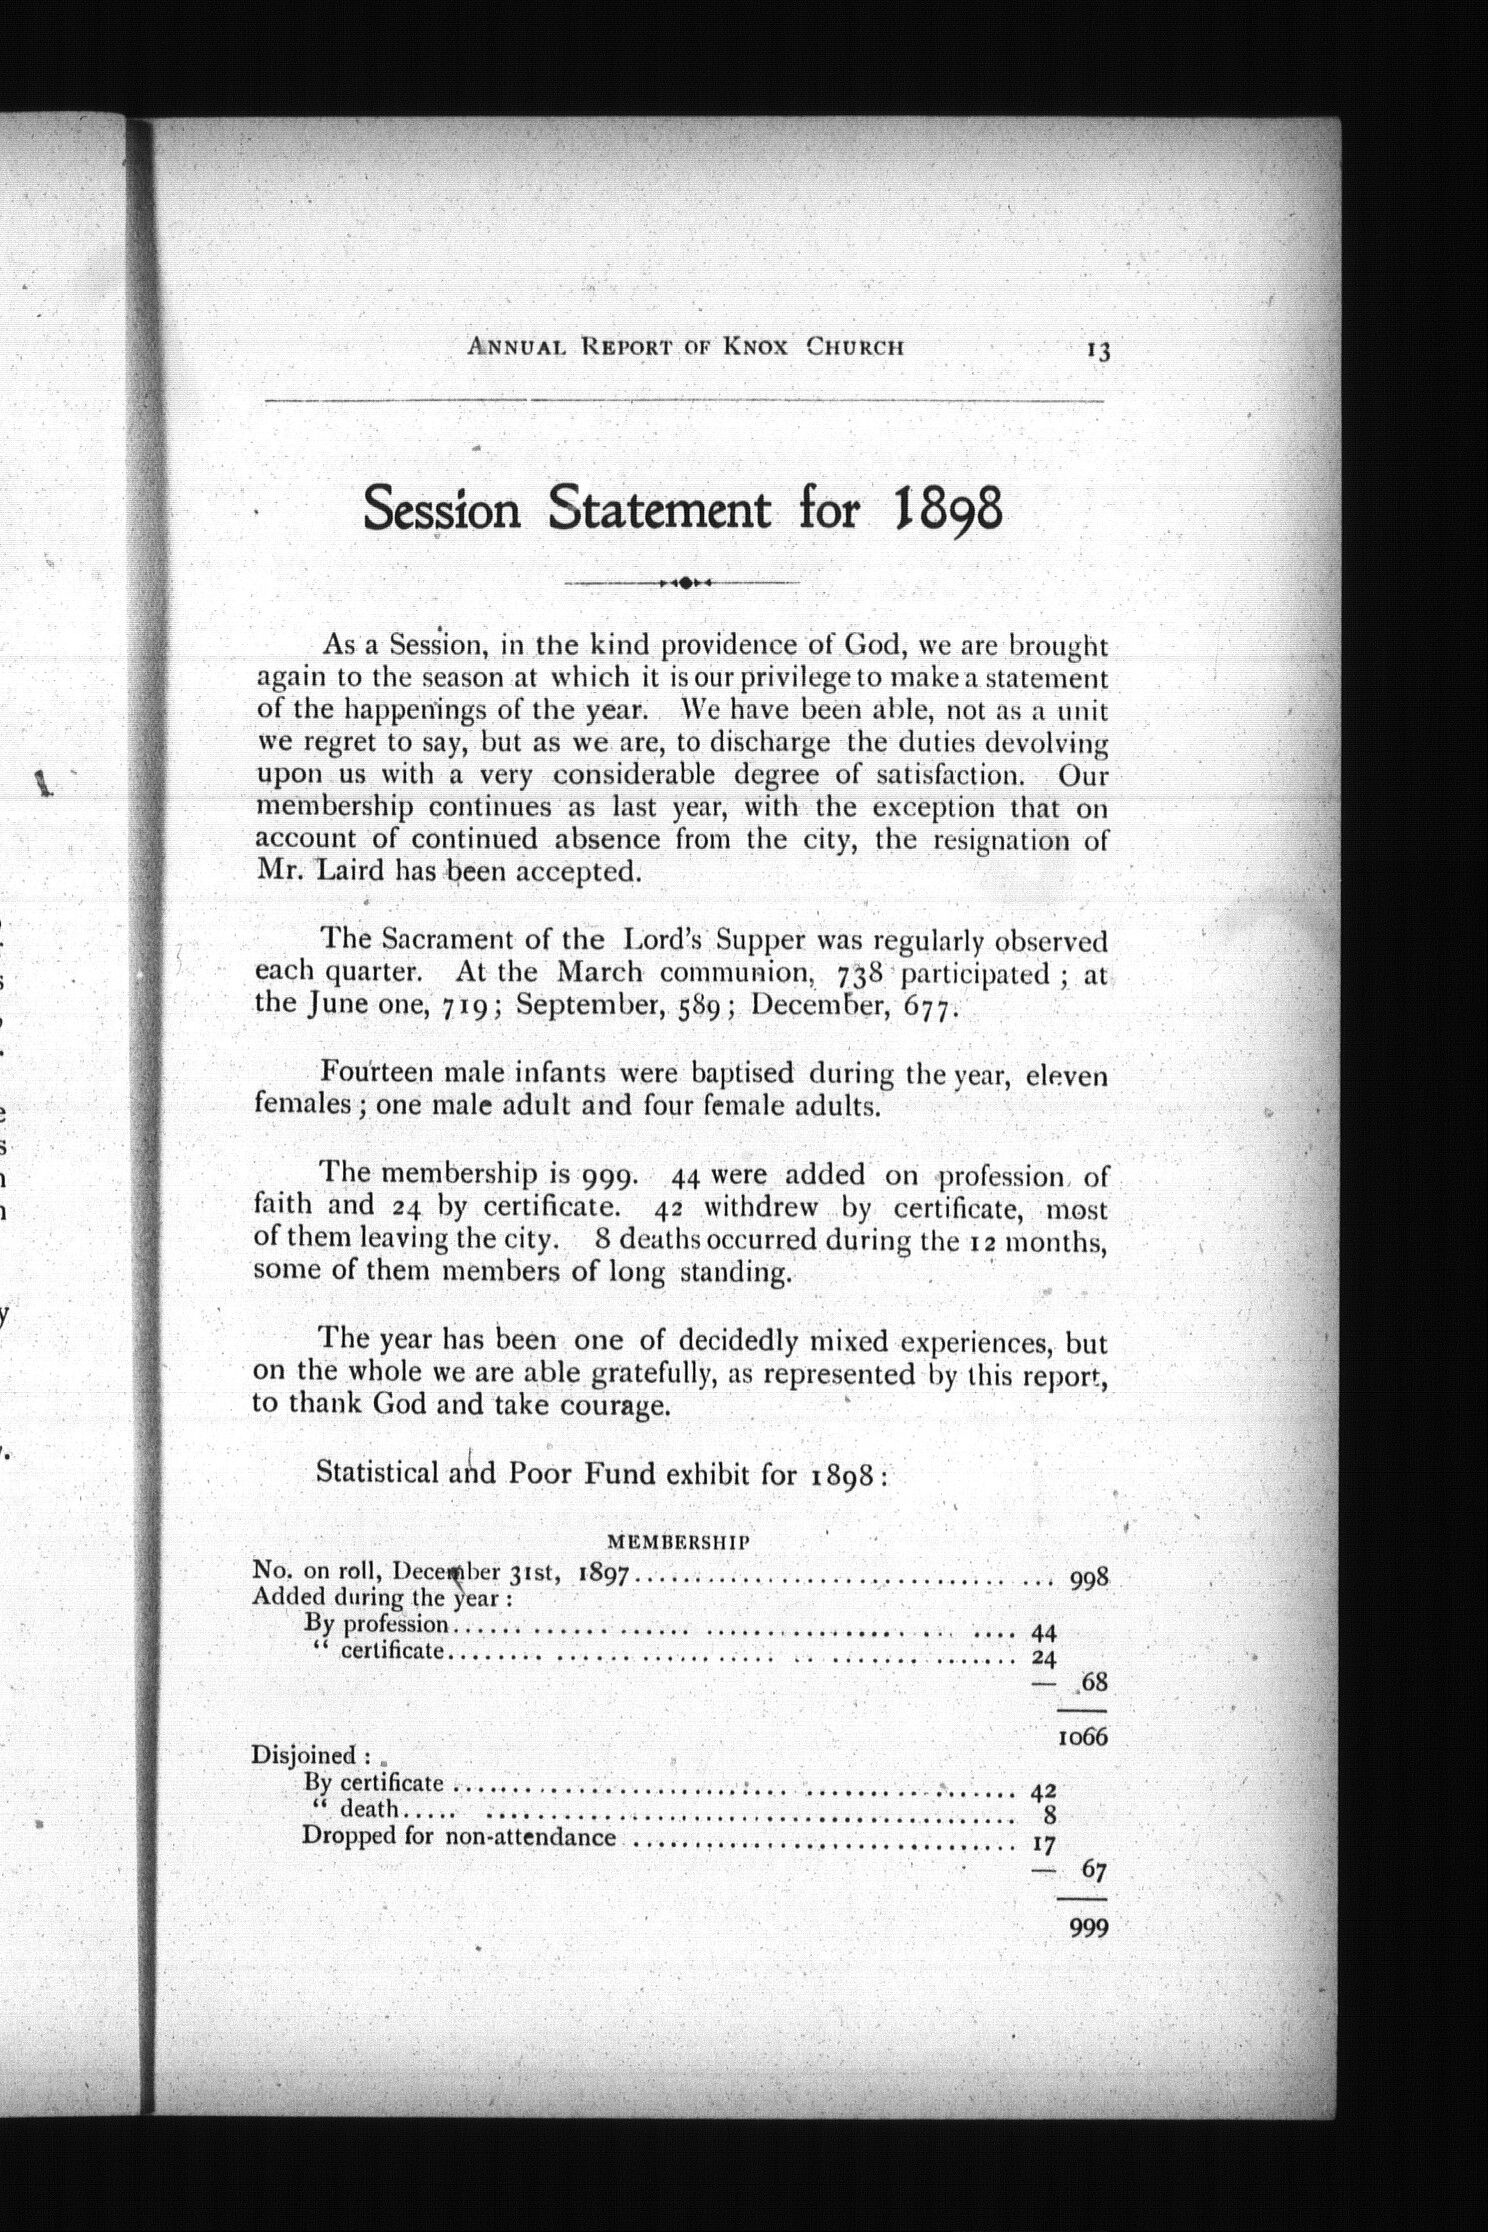 ANNUAL REPORT OF KNOX CHURCH 13
Session Statement for 1898
As a Session, in the kind providence of God, we are brought
again to the season at which it is our privilege to make a statement
of the happenings of the year. We have been able, not as a unit
we regret to say, but as we are, to discharge the duties devolving
upon us with a very considerable degree of satisfaction. Our
membership continues as last year, with the exception that on
account of continued absence from the city, the resignation of
Mr. Laird has been accepted.
The Sacrament of the Lord's Supper was regularly observed
each quarter. At the March communion, 738 participated ; at
the June one, 719 ; September, 589 ; December, 677.
Fourteen male infants were baptised during the year, eleven
females ; one male adult and four female adults.
The membership is 999. 44 were added on profession of
faith and 24 by certificate. 42 withdrew by certificate, most
of them leaving the city. 8 deaths occurred during the 12 months,
some of them members of long standing.
The year has been one of decidedly mixed experiences, but
on the whole we are able gratefully, as represented by this report,
to thank God and take courage.
Statistical and Poor Fund exhibit for 1898 :
MEMBERSHIP
No. on roll, December 31st, 1897.................................. ... 998
Added during the year :
By profession...... ...... ...... .................... ... .... 44
" certificate........ ............. .. ........ ....... 24
— 68
1066
Disjoined :
By certificate ............................ .................. 42
" death..... ........................................... 8
Dropped for non-attendance ................................ 17
— 67
999